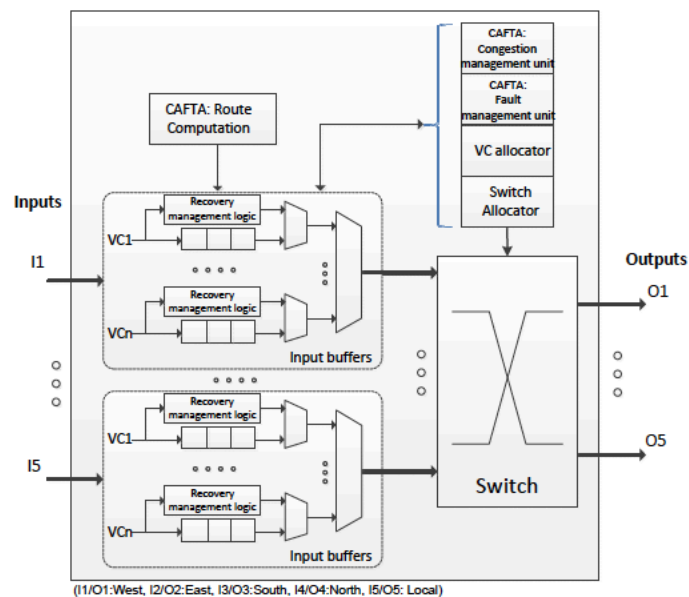 CAFTA:
Congestion
management unit
CAFTA:
Fault
management unit
VC allocator
Switch
Allocator
CAFTA: Route
Computation
Inputs
I1
I5
Recovery
management logic
VC1
Recovery
management logic
VCn
Input buffers
Recovery
management logic
VC1
Recovery
management logic
VCn
Input buffers
Switch
Outputs
O1
O5
(I1/O1:West, I2/O2:East, I3/O3:South, I4/O4:North, I5/O5: Local)